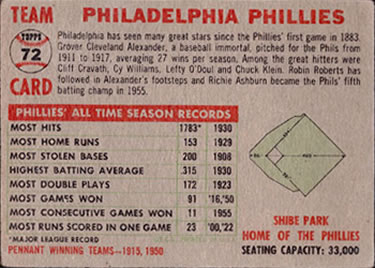 TEAM
TOPPS
72
CARD
PHILADELPHIA PHILLIES
Philadelphia has seen many great stars since the Phillies' first game in 1883.
Grover Cleveland Alexander, a baseball immortal, pitched for the Phils from
1911 to 1917, averaging 27 wins per season. Among the great hitters were
Cliff Cravath, Cy Williams, Lefty O'Doul and Chuck Klein. Robin Roberts has
followed in Alexander's footsteps and Richie Ashburn became the Phils' fifth
batting champ in 1955.
PHILLIES' ALL TIME SEASON RECORDS
MOST HITS 1783* 1930
MOST HOME RUNS 153 1929
MOST STOLEN BASES 200 1908
HIGHEST BATTING AVERAGE 315 1930
MOST DOUBLE PLAYS 172 1923
MOST GAMES WON 91 '16,'50
MOST CONSECUTIVE GAMES WON 11 1955
MOST RUNS SCORED IN ONE GAME 23 '00,'22
*MAJOR LEAGUE RECORD
PENNANT WINNING TEAMS—1915, 1950
SHIBE PARK
HOME OF THE PHILLIES
SEATING CAPACITY: 33,000